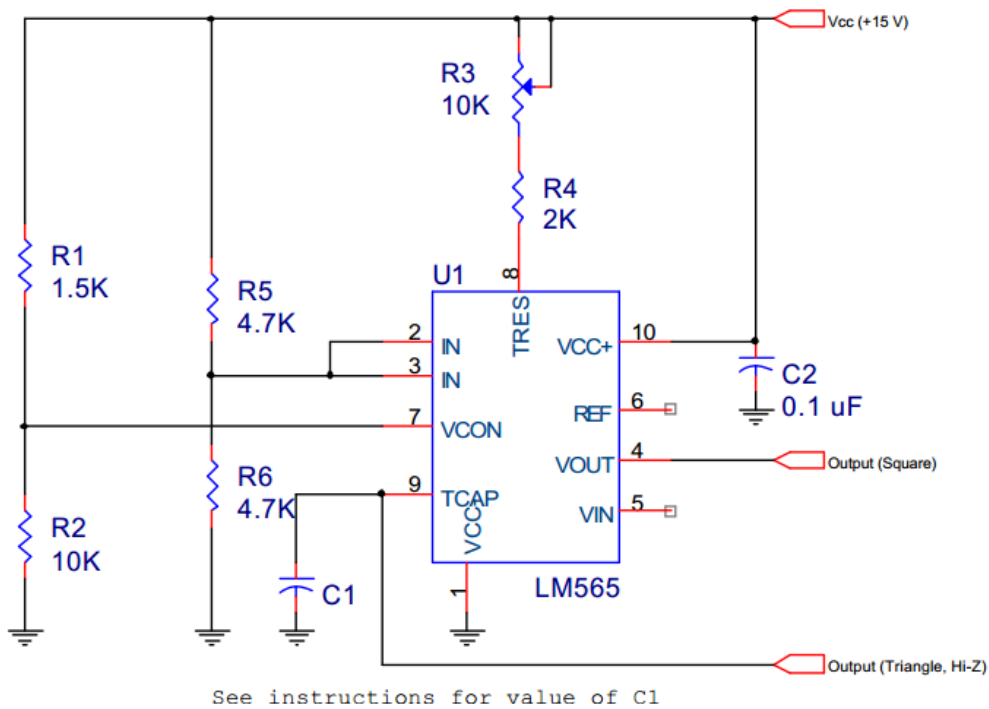 Vcc (+15 V)
R3
10K
R4
2K
R1
1.5K
R5
4.7K
U1
8
TRES
2
IN
3
IN
7
VCON
9
TCAP
VCC-
1
10
VCC+
6
REF
4
VOUT
5
VIN
LM565
C2
0.1 uF
Output (Square)
R6
4.7K
R2
10K
C1
Output (Triangle, Hi-Z)
See instructions for value of C1